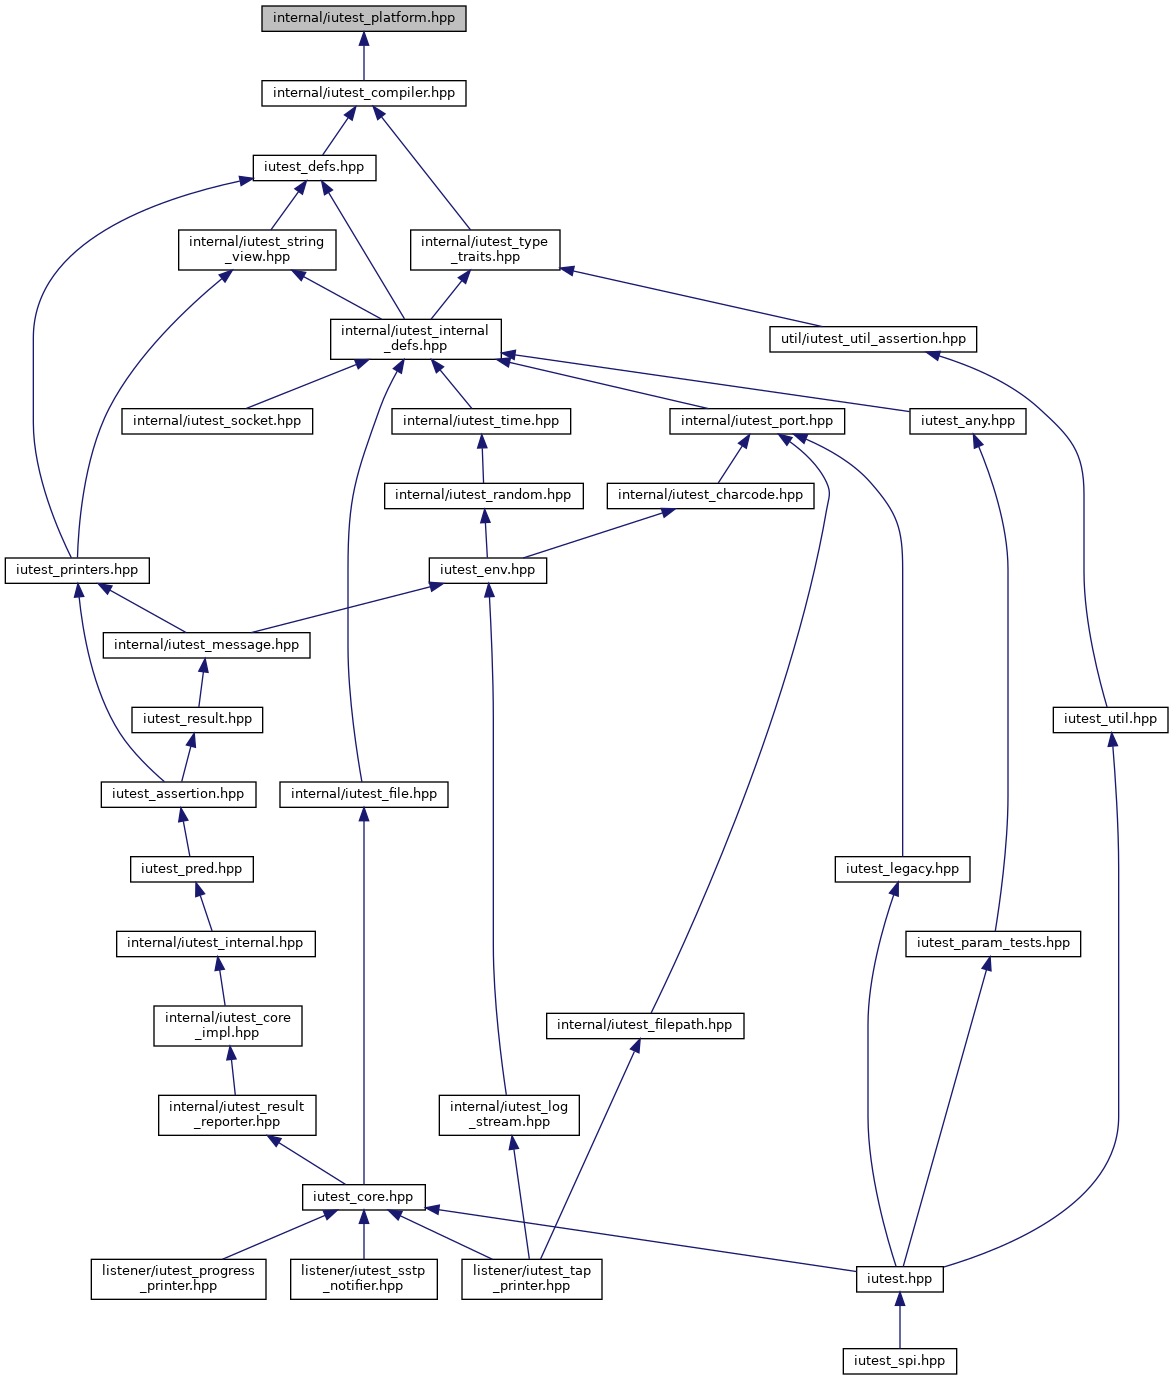 internal/iutest_platform.hpp
internal/iutest_compiler.hpp
iutest_defs.hpp
internal/iutest_string
_view.hpp
internal/iutest_type
_traits.hpp
internal/iutest_internal
_defs.hpp
util/iutest_util_assertion.hpp
internal/iutest_socket.hpp
internal/iutest_time.hpp
internal/iutest_port.hpp
iutest_any.hpp
internal/iutest_random.hpp
internal/iutest_charcode.hpp
iutest_printers.hpp
iutest_env.hpp
internal/iutest_message.hpp
iutest_result.hpp
iutest_util.hpp
iutest_assertion.hpp
internal/iutest_file.hpp
iutest_pred.hpp
iutest_legacy.hpp
internal/iutest_internal.hpp
iutest_param_tests.hpp
internal/iutest_core
_impl.hpp
internal/iutest_filepath.hpp
internal/iutest_result
_reporter.hpp
internal/iutest_log
_stream.hpp
iutest_core.hpp
listener/iutest_progress
_printer.hpp
listener/iutest_sstp
_notifier.hpp
listener/iutest_tap
_printer.hpp
iutest.hpp
iutest_spi.hpp